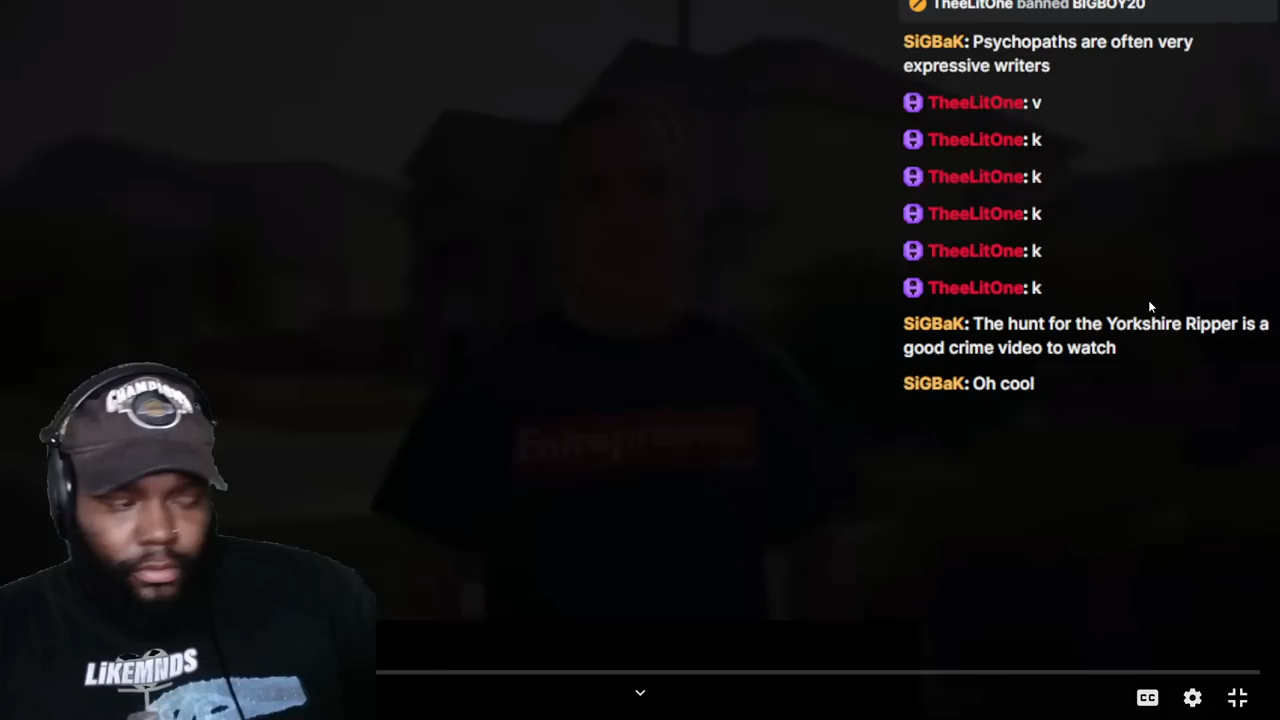 TheeLitOne banned BIGBOY20
SiGBaK: Psychopaths are often very
expressive writers
TheeLitOne: v
TheeLitOne: k
TheeLitOne: k
TheeLitOne: k
TheeLitOne: k
TheeLitOne: k
SiGBaK: The hunt for the Yorkshire Ripper is a
good crime video to watch
SiGBaK: Oh cool
LiKEMNDS
CC